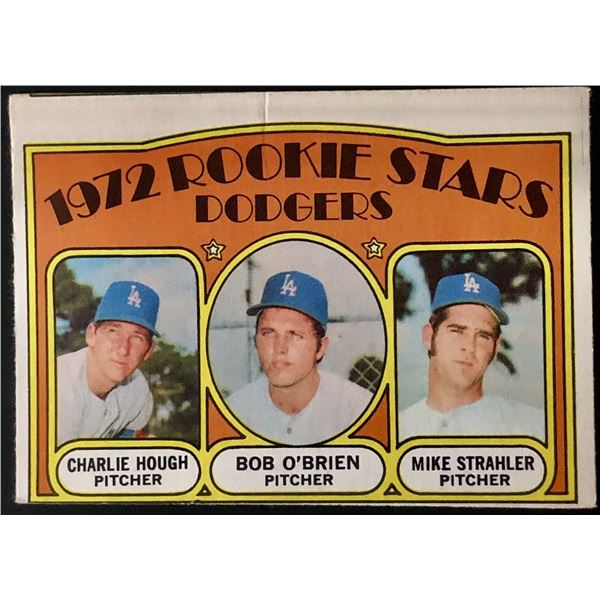 1972 ROOKIE STARS
DODGERS
LA LA LA
CHARLIE HOUGH BOB O'BRIEN MIKE STRAHLER
PITCHER PITCHER PITCHER